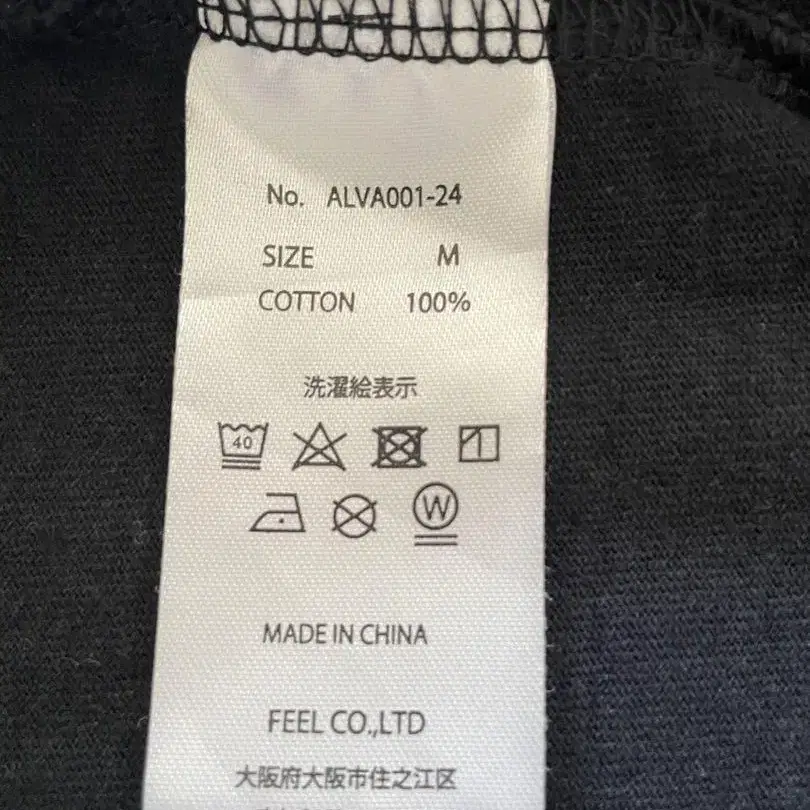 No. ALVA001-24
SIZE M
COTTON 100%
洗濯絵表示
40
W
MADE IN CHINA
FEEL CO.,LTD
大阪府大阪市住之江区